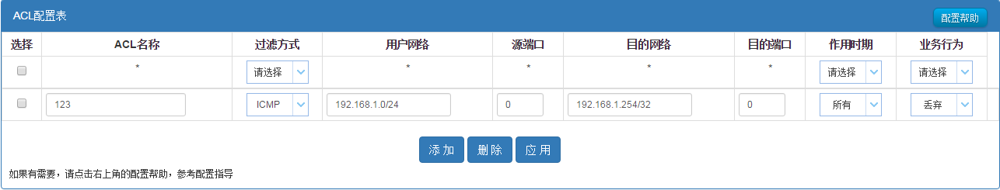 ACL配置表
配置帮助
选择 ACL名称 过滤方式 用户网络 源端口 目的网络 目的端口 作用时期 业务行为
* 请选择 * * * * 请选择 请选择
123 ICMP 192.168.1.0/24 0 192.168.1.254/32 0 所有 丢弃
添加 删除 应用
如果有需要，请点击右上角的配置帮助，参考配置指导